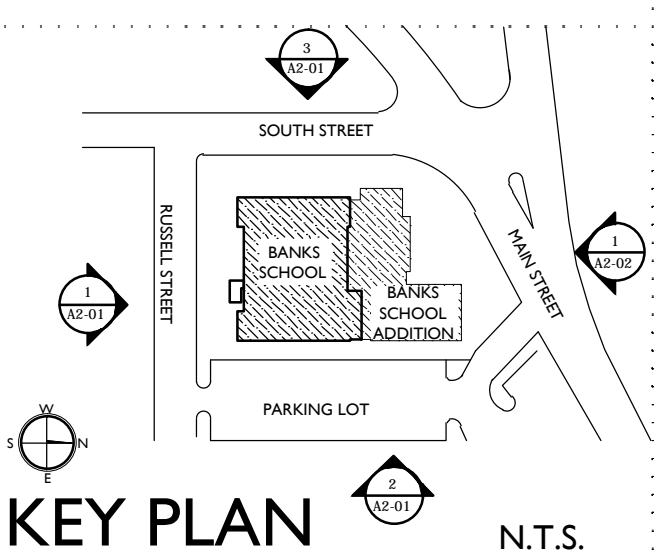 3
A2-01
SOUTH STREET
RUSSELL STREET
BANKS
SCHOOL
MAIN STREET
1
A2-02
1
A2-01
BANKS
SCHOOL
ADDITION
PARKING LOT
W
S
N
E
2
A2-01
KEY PLAN
N.T.S.